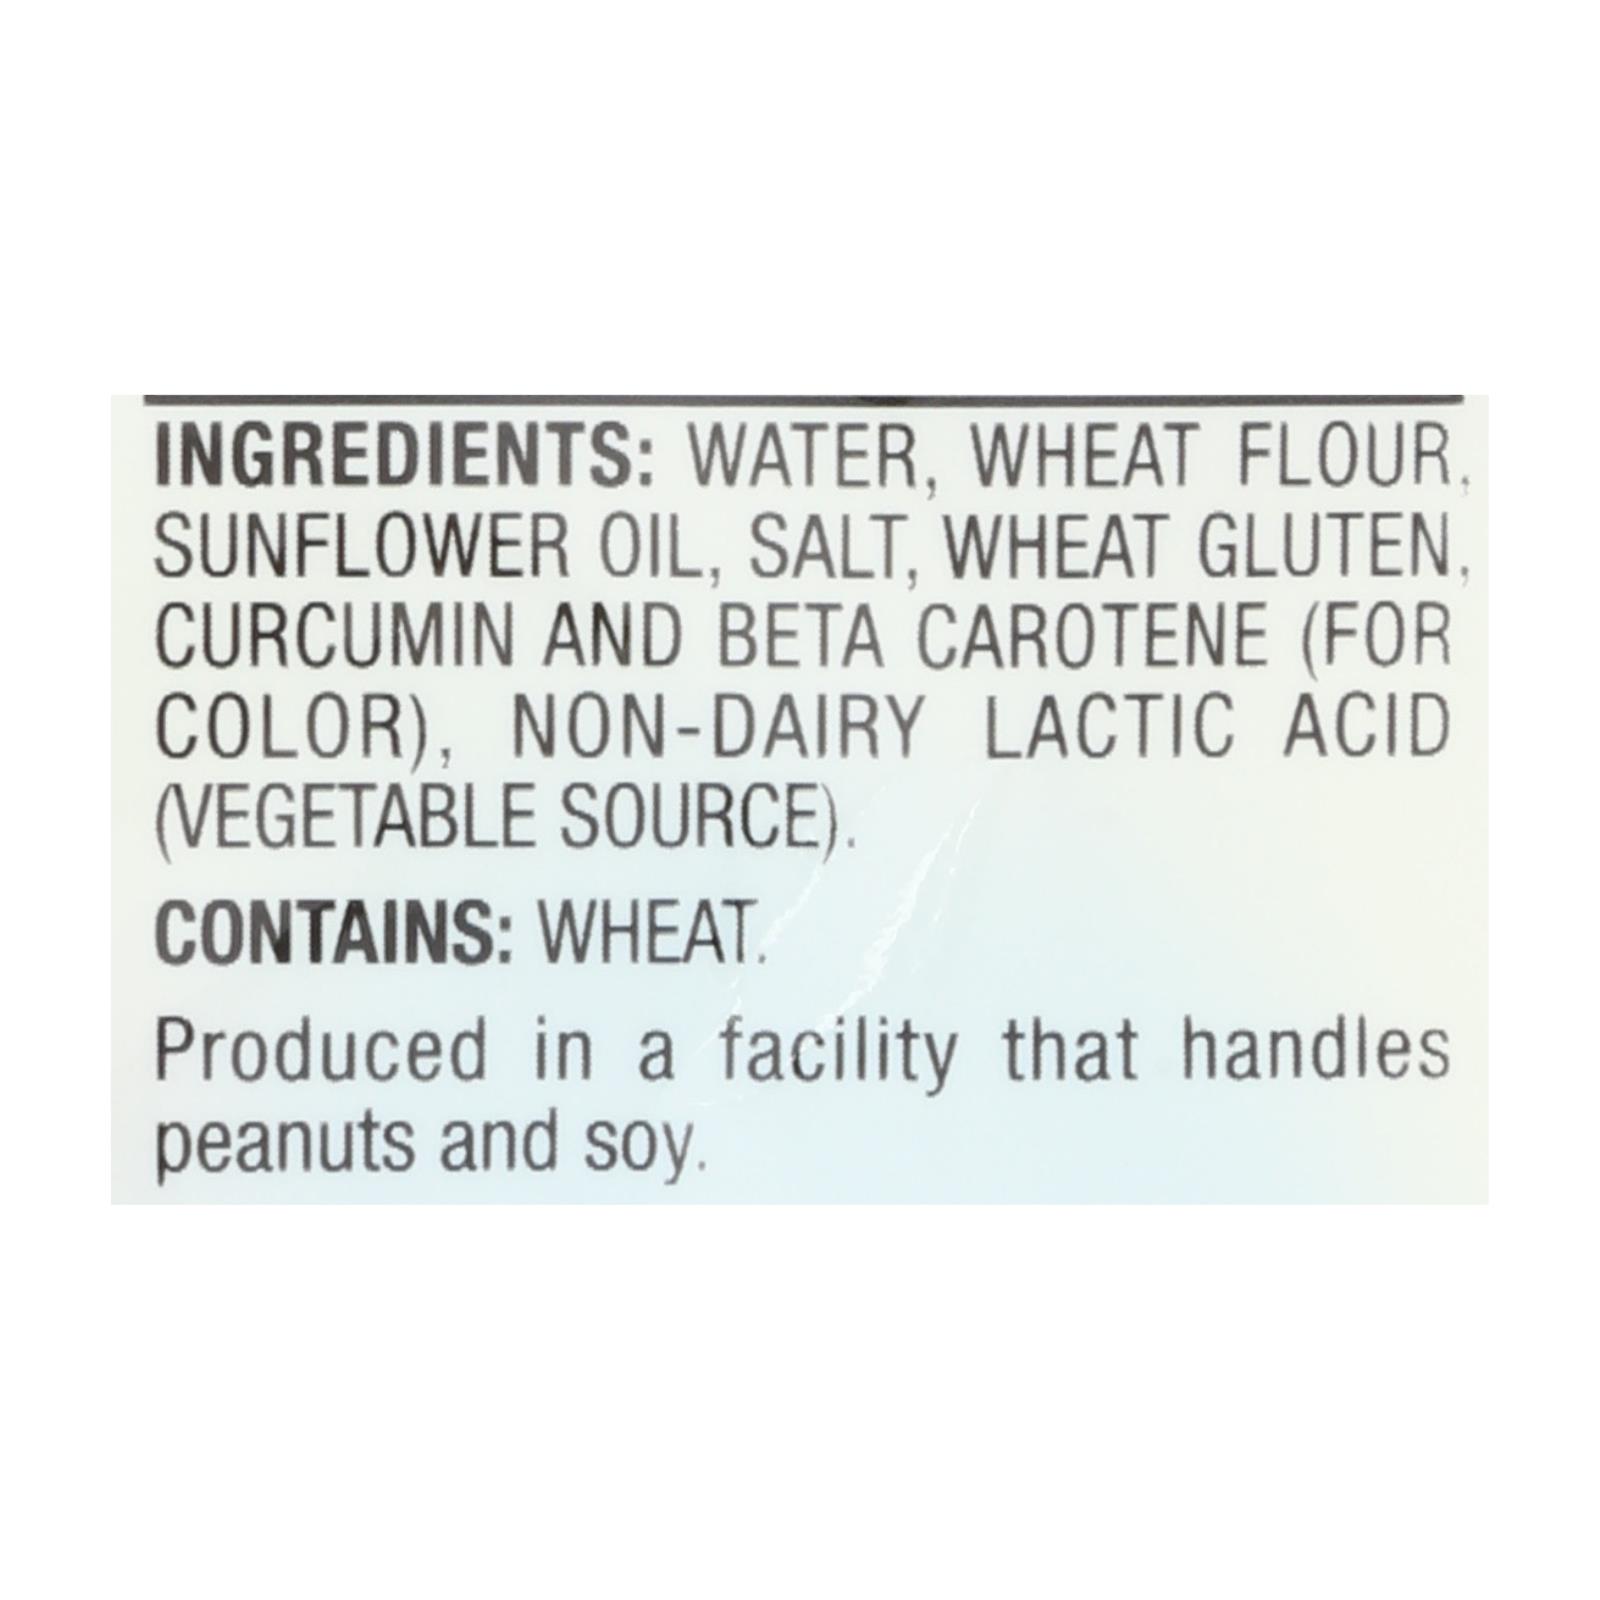 INGREDIENTS: WATER, WHEAT FLOUR,
SUNFLOWER OIL, SALT, WHEAT GLUTEN,
CURCUMIN AND BETA CAROTENE (FOR
COLOR), NON-DAIRY LACTIC ACID
(VEGETABLE SOURCE).
CONTAINS: WHEAT.
Produced in a facility that handles
peanuts and soy.